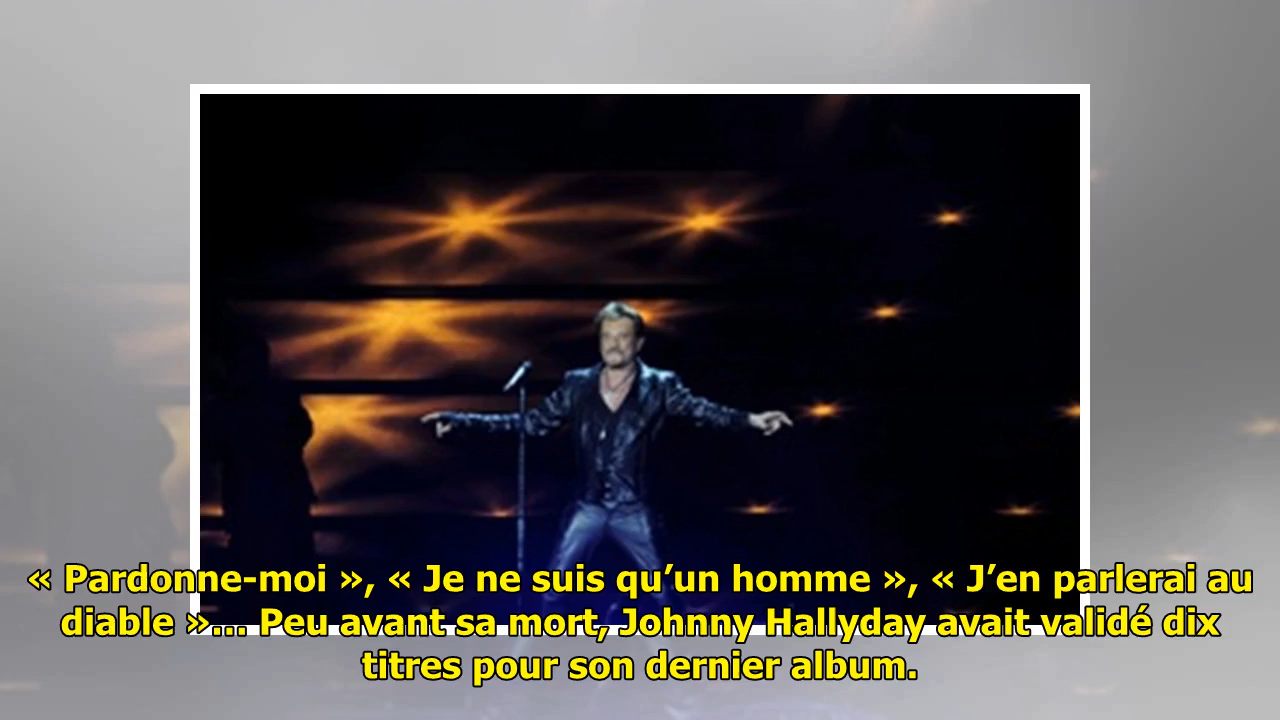 « Pardonne-moi », « Je ne suis qu’un homme », « J’en parlerai au
diable »… Peu avant sa mort, Johnny Hallyday avait validé dix
titres pour son dernier album.